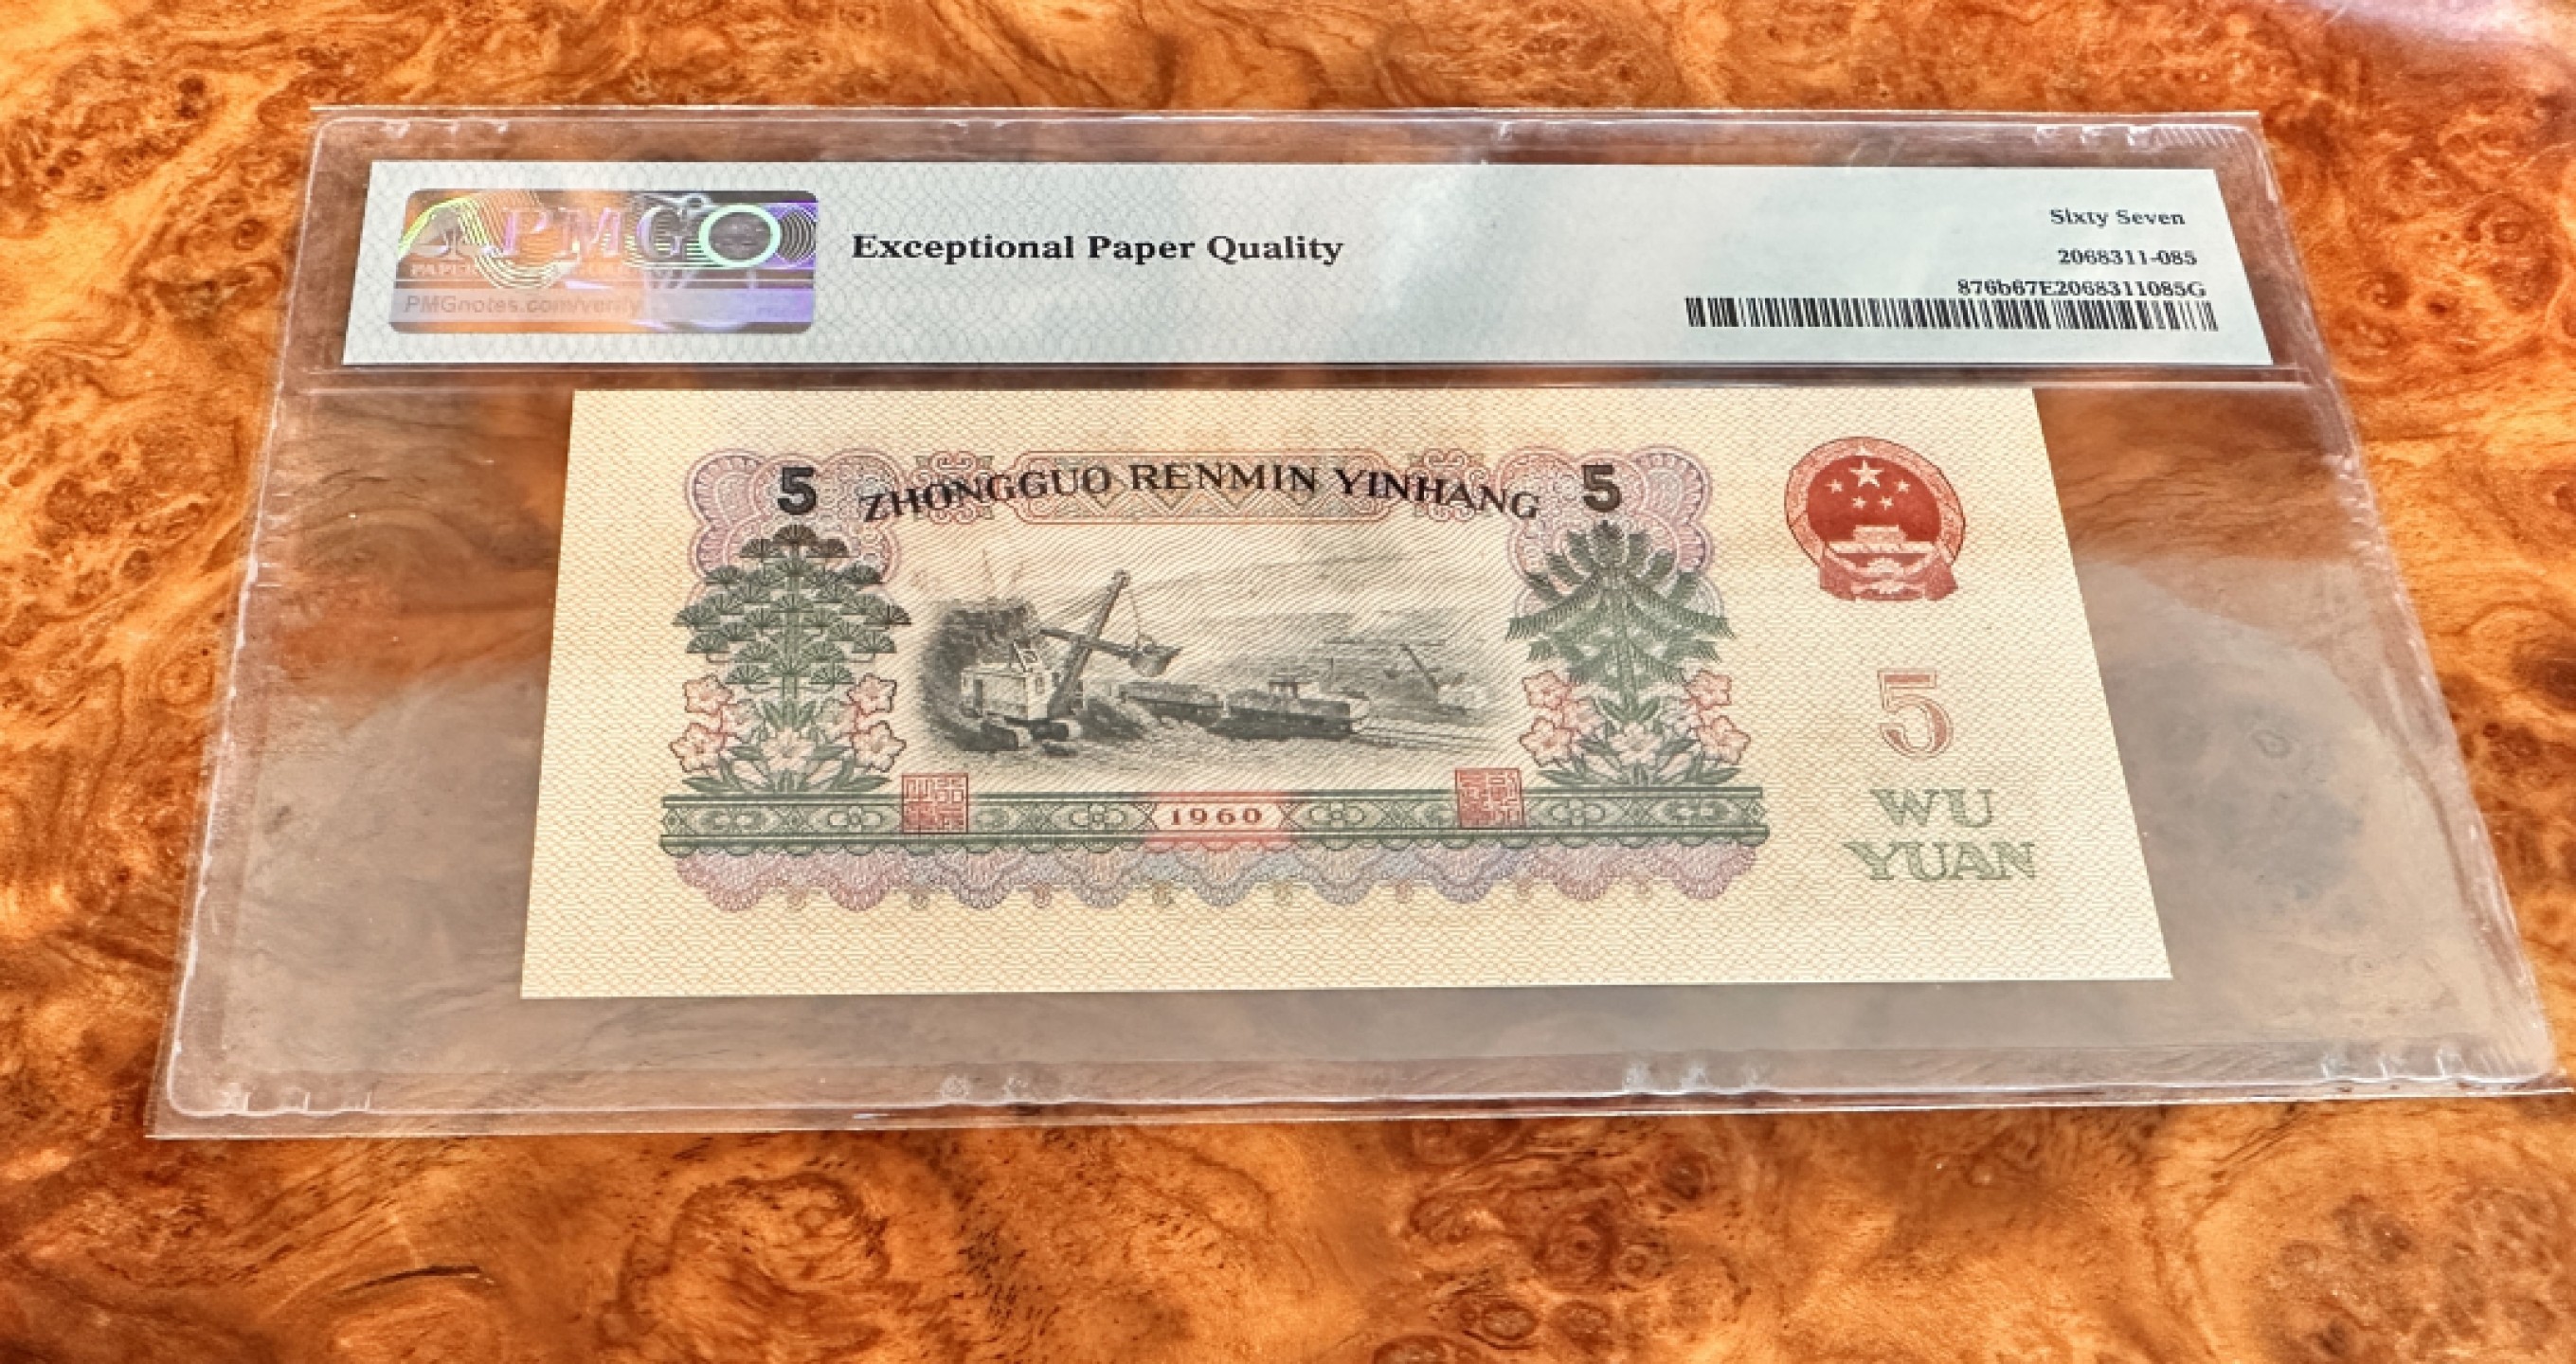 PMG
PMGnotes.com/verify
Exceptional Paper Quality
Sixty Seven
2068311-085
876b67E2068311085G
5 ZHONGGUO RENMIN YINHANG 5
1960
5
WU
YUAN